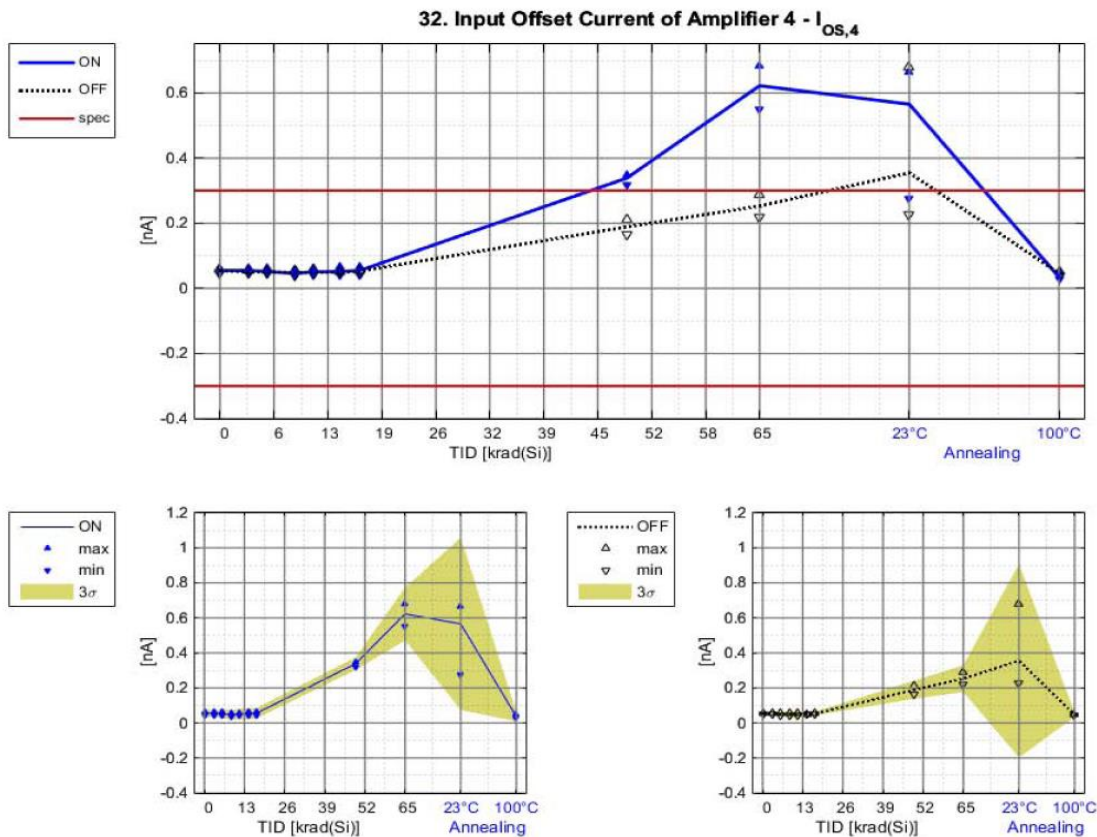 32. Input Offset Current of Amplifier 4 - I_OS,4
ON
OFF
spec
[nA]
0.6
0.4
0.2
0
-0.2
-0.4
0 6 13 19 26 32 39 45 52 58 65 23°C 100°C
TID [krad(Si)] Annealing
ON
max
min
3σ
[nA]
1.2
1
0.8
0.6
0.4
0.2
0
-0.2
-0.4
0 13 26 39 52 65 23°C 100°C
TID [krad(Si)] Annealing
OFF
max
min
3σ
[nA]
1.2
1
0.8
0.6
0.4
0.2
0
-0.2
-0.4
0 13 26 39 52 65 23°C 100°C
TID [krad(Si)] Annealing